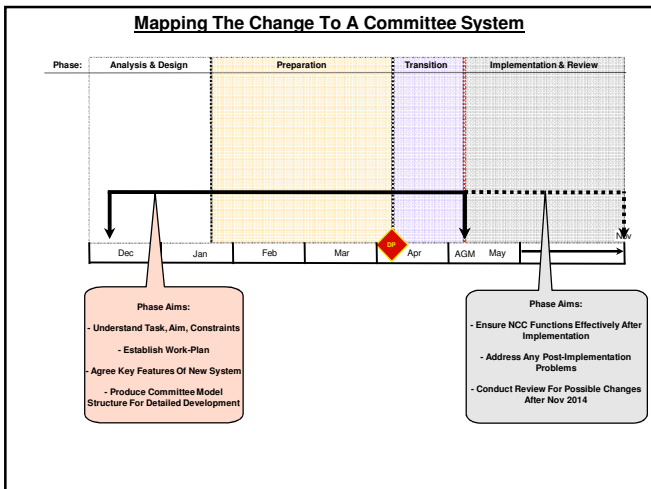 Mapping The Change To A Committee System
Phase: Analysis & Design Preparation Transition Implementation & Review
DP
Nov
Dec Jan Feb Mar Apr AGM May
Phase Aims:
- Understand Task, Aim, Constraints
- Establish Work-Plan
- Agree Key Features Of New System
- Produce Committee Model
Structure For Detailed Development
Phase Aims:
- Ensure NCC Functions Effectively After
Implementation
- Address Any Post-Implementation
Problems
- Conduct Review For Possible Changes
After Nov 2014